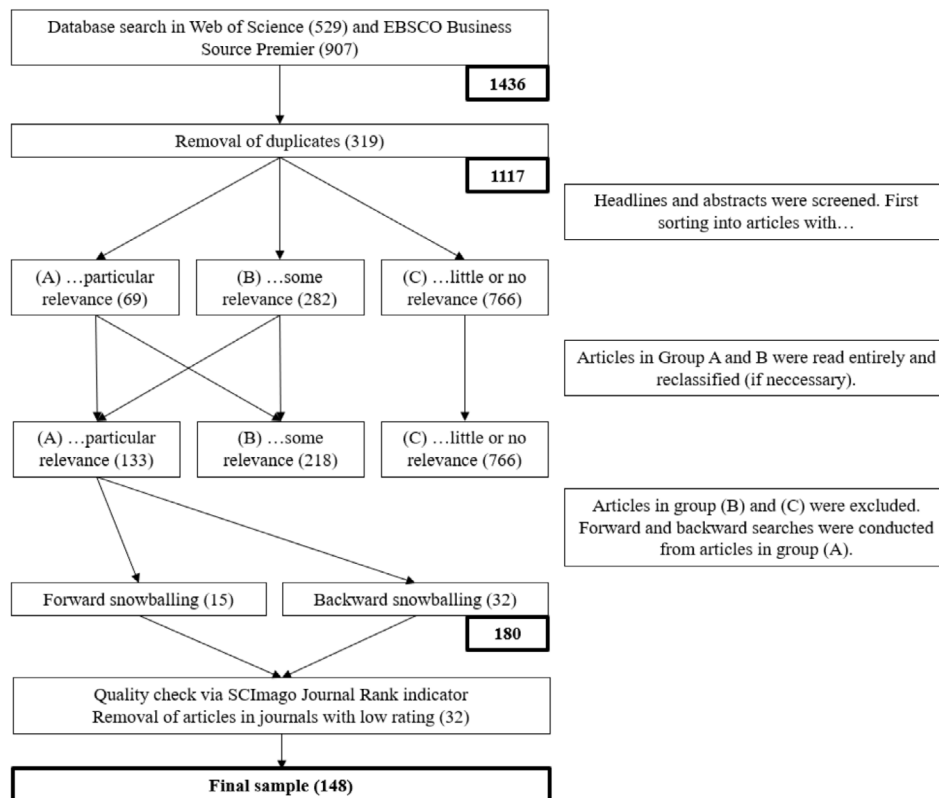 Database search in Web of Science (529) and EBSCO Business
Source Premier (907)
1436
Removal of duplicates (319)
1117
Headlines and abstracts were screened. First
sorting into articles with…
(A) …particular
relevance (69)
(B) …some
relevance (282)
(C) …little or no
relevance (766)
Articles in Group A and B were read entirely and
reclassified (if neccessary).
(A) …particular
relevance (133)
(B) …some
relevance (218)
(C) …little or no
relevance (766)
Articles in group (B) and (C) were excluded.
Forward and backward searches were conducted
from articles in group (A).
Forward snowballing (15)
Backward snowballing (32)
180
Quality check via SCImago Journal Rank indicator
Removal of articles in journals with low rating (32)
Final sample (148)